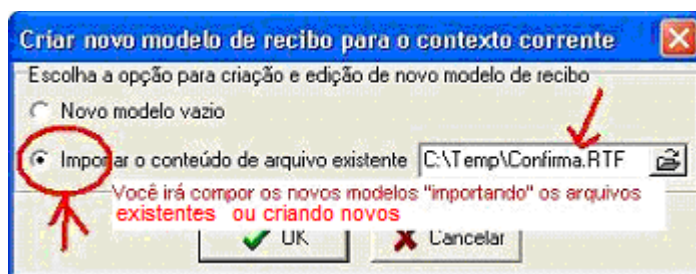 Criar novo modelo de recibo para o contexto corrente
Escolha a opção para criação e edição de novo modelo de recibo
Novo modelo vazio
Importar o conteúdo de arquivo existente C:\Temp\Confirma.RTF
Você irá compor os novos modelos "importando" os arquivos
existentes ou criando novos
OK Cancelar